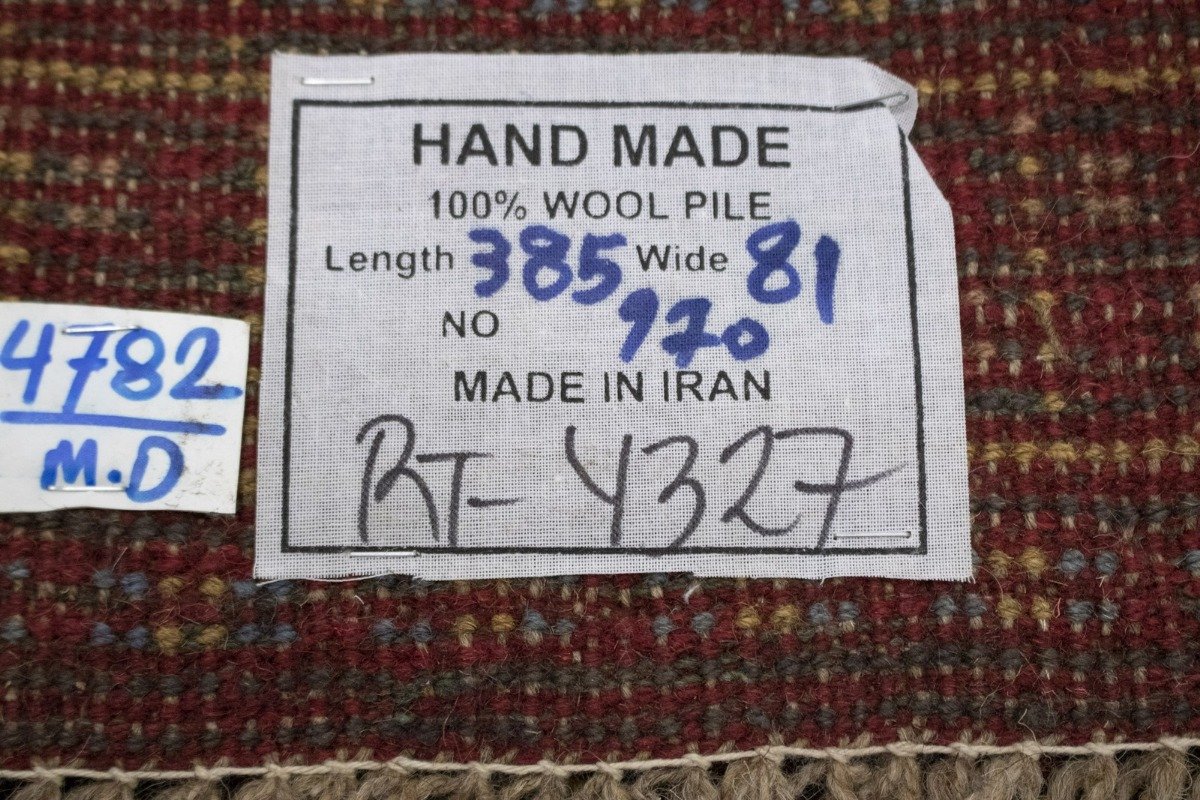 HAND MADE
100% WOOL PILE
Length 385 Wide 81
NO 970
MADE IN IRAN
RT-4327
4782
M.D